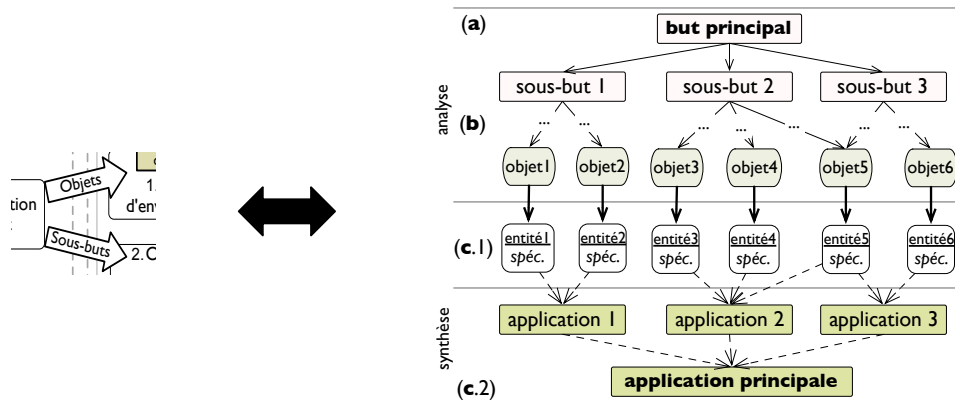 Objets
1.
d'env
tion
Sous-buts
2. C
(a)
but principal
sous-but 1 sous-but 2 sous-but 3
analyse
(b)
... ... ... ... ... ... ...
objet1 objet2 objet3 objet4 objet5 objet6
(c.1)
entité1 entité2 entité3 entité4 entité5 entité6
spéc. spéc. spéc. spéc. spéc. spéc.
application 1 application 2 application 3
synthèse
application principale
(c.2)